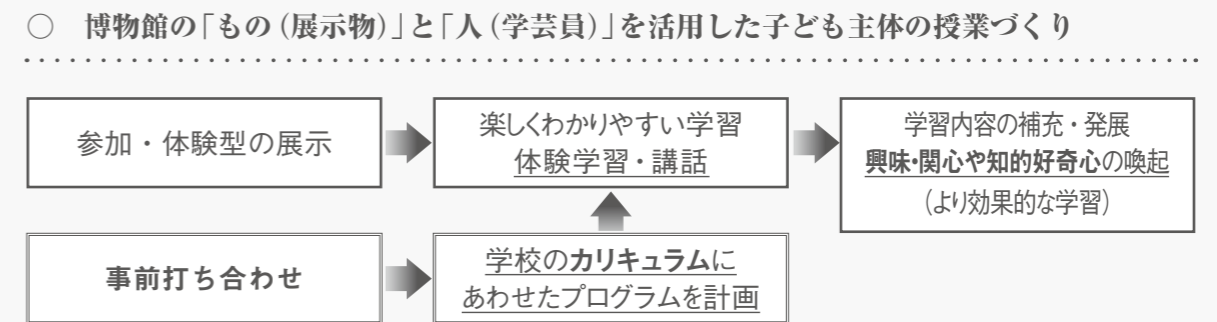 ○ 博物館の「もの(展示物)」と「人(学芸員)」を活用した子ども主体の授業づくり
参加・体験型の展示
楽しくわかりやすい学習
体験学習・講話
学習内容の補充・発展
興味・関心や知的好奇心の喚起
(より効果的な学習)
事前打ち合わせ
学校のカリキュラムに
あわせたプログラムを計画